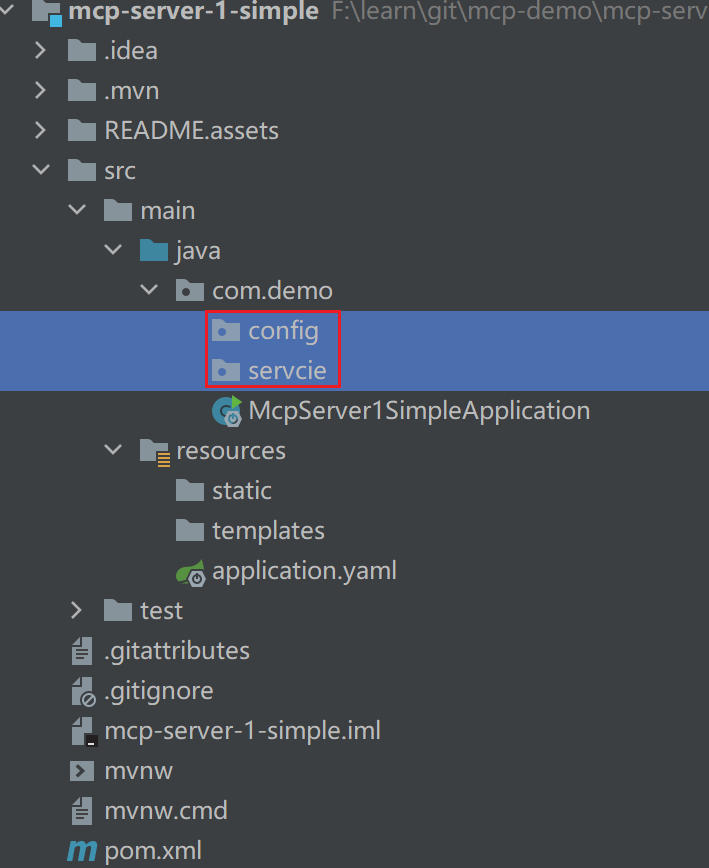 mcp-server-1-simple F:\learn\git\mcp-demo\mcp-serv
.idea
.mvn
README.assets
src
main
java
com.demo
config
servcie
McpServer1SimpleApplication
resources
static
templates
application.yaml
test
.gitattributes
.gitignore
mcp-server-1-simple.iml
mvnw
mvnw.cmd
m pom.xml